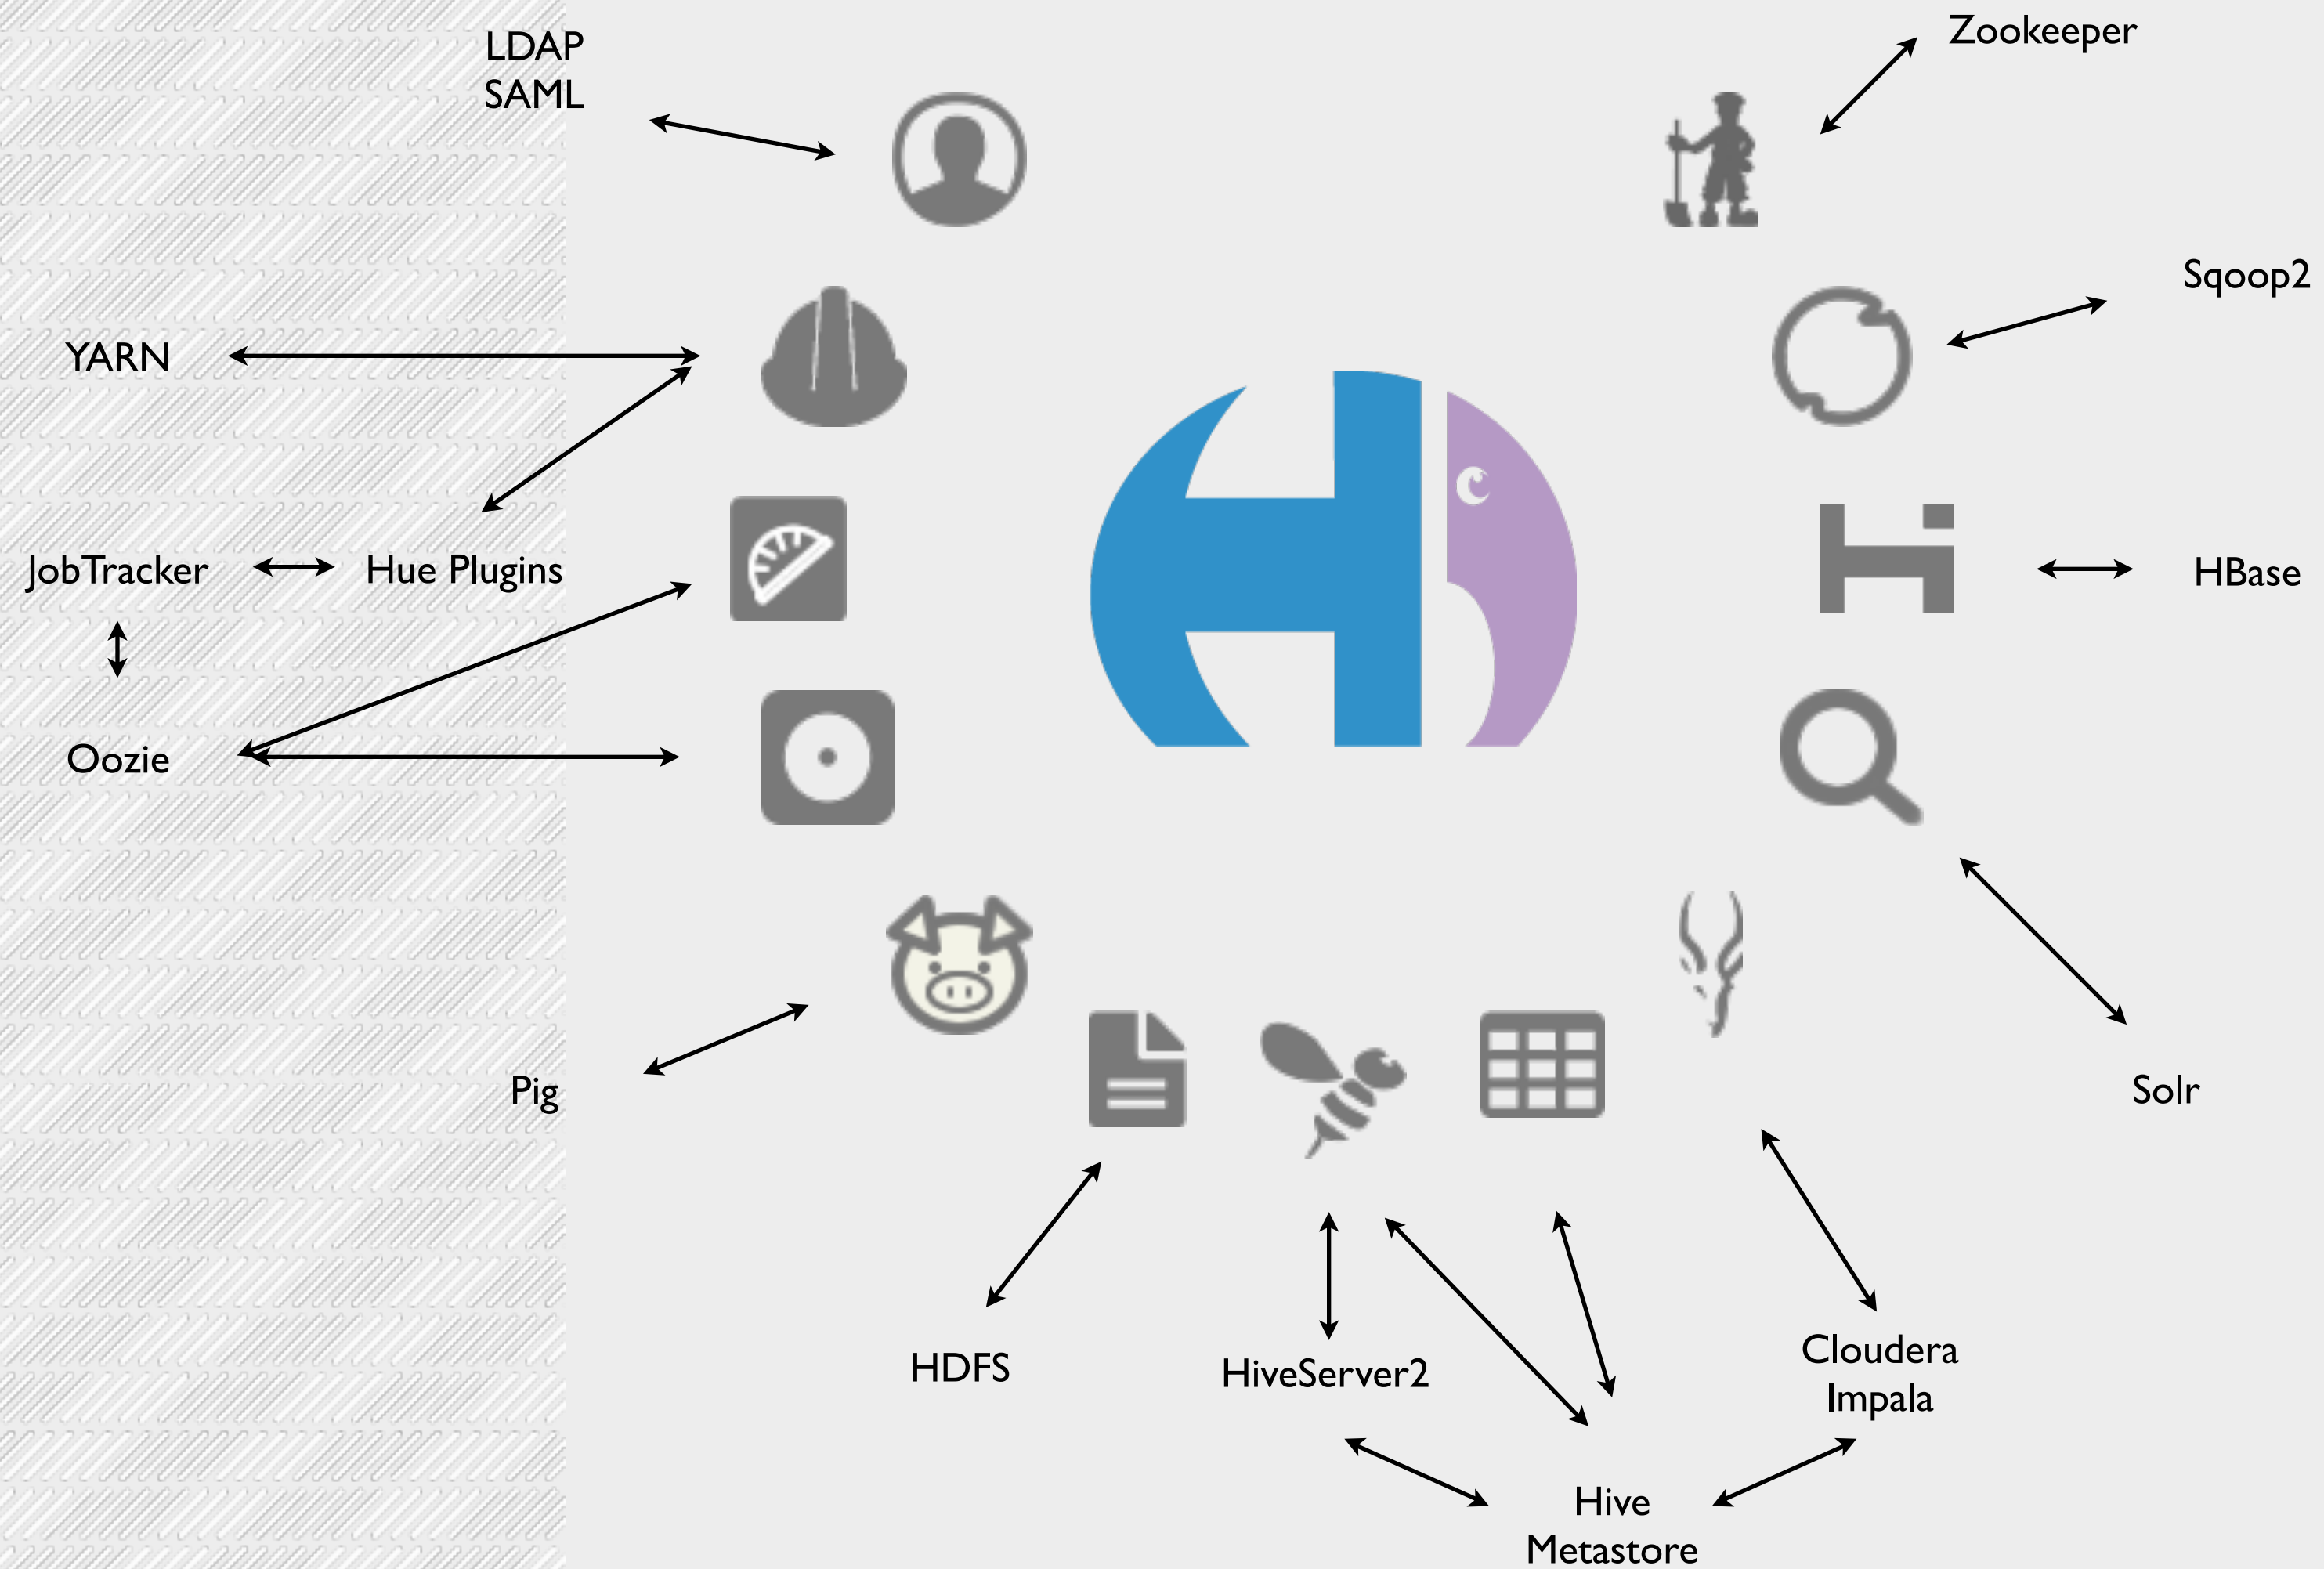 LDAP
SAML
Zookeeper
Sqoop2
YARN
JobTracker
Hue Plugins
HBase
Oozie
Pig
Solr
HDFS
HiveServer2
Cloudera
Impala
Hive
Metastore